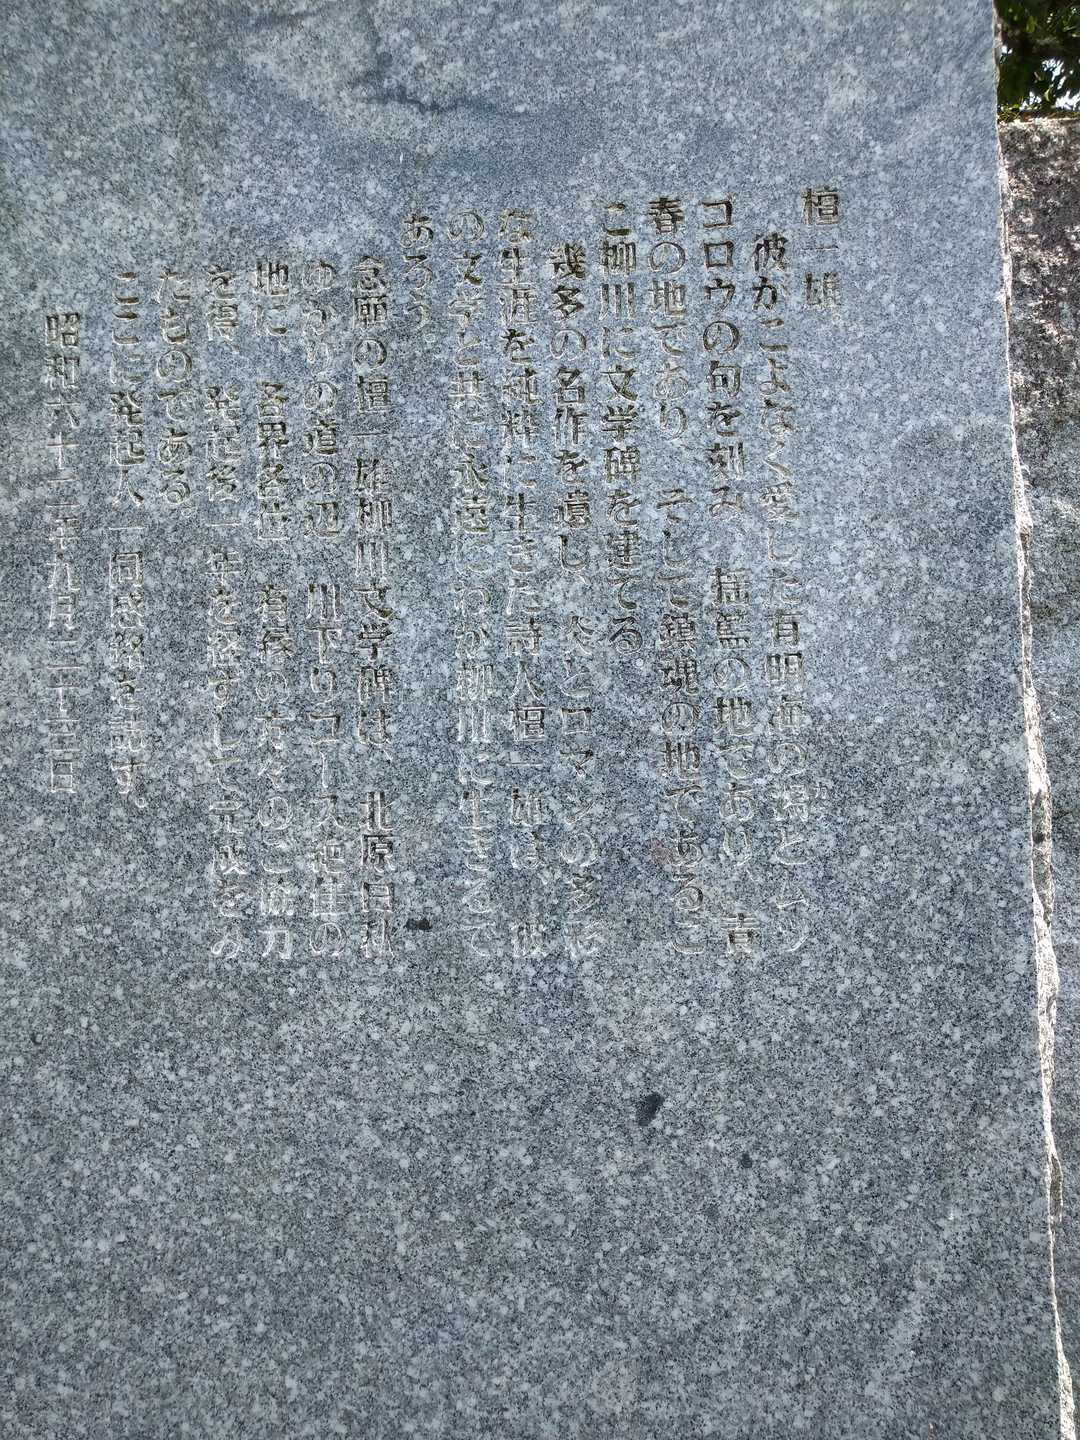 檀一雄。
彼がこよなく愛した有明海の潟とムツ
ゴロウの句を刻み、揺籃の地であり、青
春の地であり、そして鎮魂の地であるこ
こ柳川に文学碑を建てる。
幾多の名作を遺し、炎とロマンの多彩
な生涯を純粋に生きた詩人檀一雄は、彼
の文学と共に永遠にわが柳川に生きるで
あろう。
念願の檀一雄柳川文学碑は、北原白秋
ゆかりの道の辺、川下りコース絶佳の
地に、各界各位、有縁の方々のご協力
を得、発起後一年を経ずして完成をみ
たものである。
ここに発起人一同感銘を誌す。
昭和六十二年九月二十三日